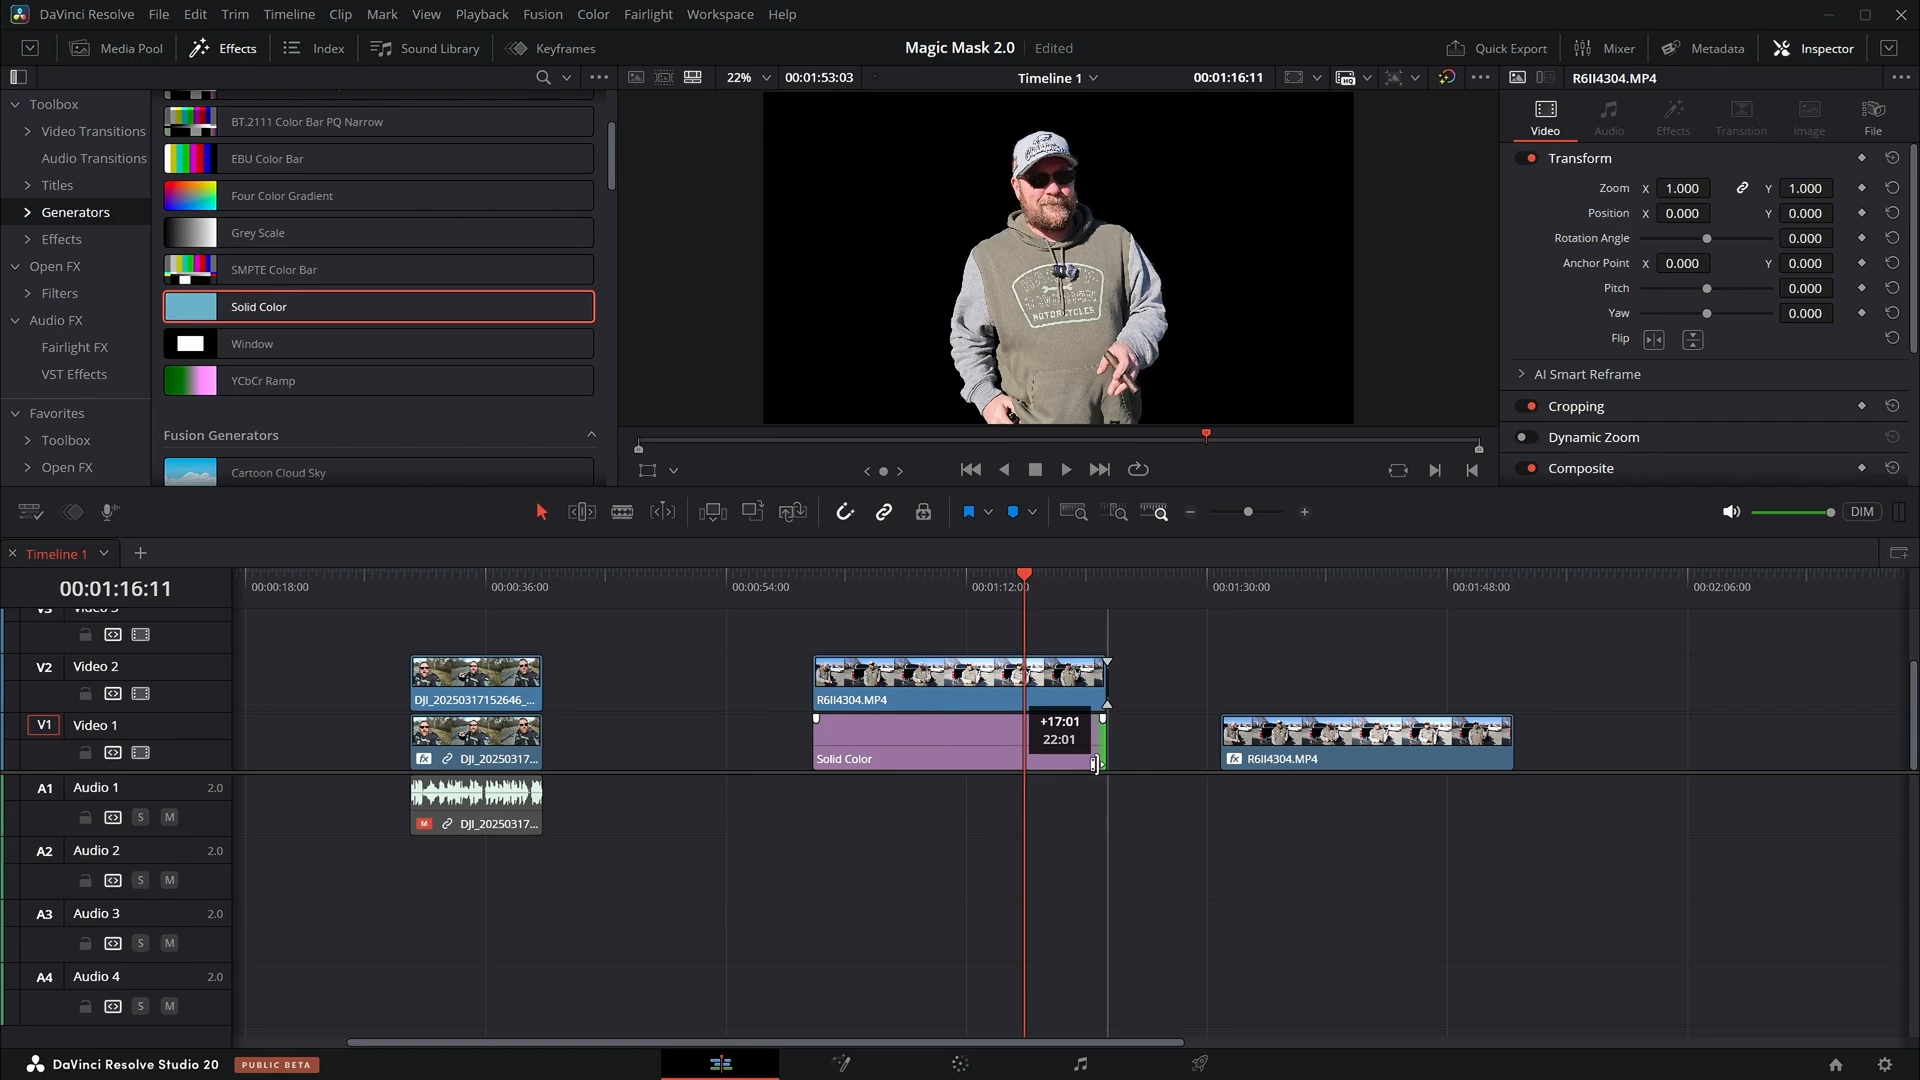 DaVinci Resolve File Edit Trim Timeline Clip Mark View Playback Fusion Color Fairlight Workspace Help
Media Pool Effects Index Sound Library Keyframes Magic Mask 2.0 Edited Quick Export Mixer Metadata Inspector
22% 00:01:53:03 Timeline 1 00:01:16:11 R6II4304.MP4
Toolbox
Video Transitions
Audio Transitions
Titles
Generators
Effects
Open FX
Filters
Audio FX
Fairlight FX
VST Effects
Favorites
Toolbox
Open FX
BT.2111 Color Bar PQ Narrow
EBU Color Bar
Four Color Gradient
Grey Scale
SMPTE Color Bar
Solid Color
Window
YCbCr Ramp
Fusion Generators
Cartoon Cloud Sky
MOTORCYCLES
Video Audio Effects Transition Image File
Transform
Zoom X 1.000 Y 1.000
Position X 0.000 Y 0.000
Rotation Angle 0.000
Anchor Point X 0.000 Y 0.000
Pitch 0.000
Yaw 0.000
Flip
AI Smart Reframe
Cropping
Dynamic Zoom
Composite
DIM
Timeline 1
00:01:16:11
00:00:18:00 00:00:36:00 00:00:54:00 00:01:12:00 00:01:30:00 00:01:48:00 00:02:06:00
V3 Video 3
V2 Video 2
DJI_20250317152646_...
R6II4304.MP4
V1 Video 1
+17:01
22:01
fx DJI_20250317...
Solid Color
fx R6II4304.MP4
A1 Audio 1 2.0
S M
M DJI_20250317...
A2 Audio 2 2.0
S M
A3 Audio 3 2.0
S M
A4 Audio 4 2.0
S M
DaVinci Resolve Studio 20 PUBLIC BETA